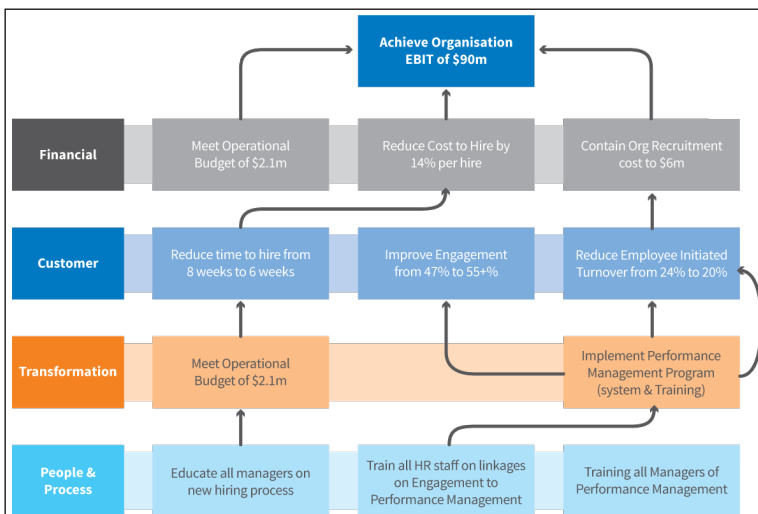 Achieve Organisation
EBIT of $90m
Financial
Meet Operational
Budget of $2.1m
Reduce Cost to Hire by
14% per hire
Contain Org Recruitment
cost to $6m
Customer
Reduce time to hire from
8 weeks to 6 weeks
Improve Engagement
from 47% to 55+%
Reduce Employee Initiated
Turnover from 24% to 20%
Transformation
Meet Operational
Budget of $2.1m
Implement Performance
Management Program
(system & Training)
People &
Process
Educate all managers on
new hiring process
Train all HR staff on linkages
on Engagement to
Performance Management
Training all Managers of
Performance Management